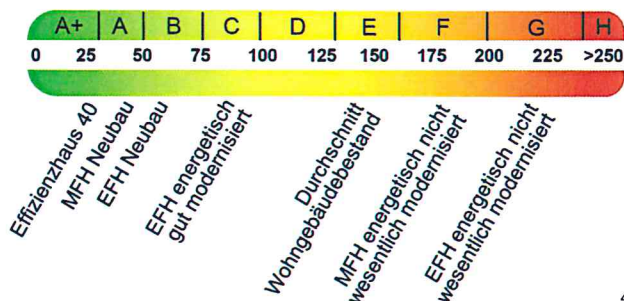 A+ A B C D E F G H
0 25 50 75 100 125 150 175 200 225 >250
Effizienzhaus 40
MFH Neubau
EFH Neubau
EFH energetisch
gut modernisiert
Durchschnitt
Wohngebäudebestand
MFH energetisch nicht
wesentlich modernisiert
EFH energetisch nicht
wesentlich modernisiert